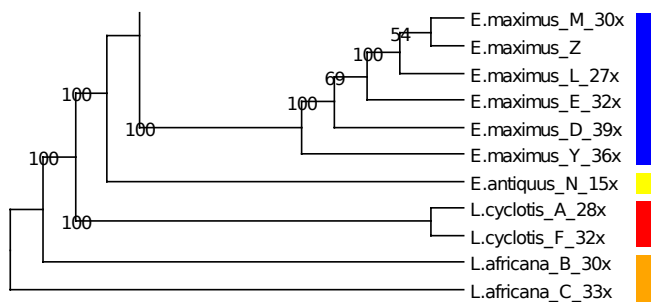 E.maximus_M_30x
54
E.maximus_Z
100
E.maximus_L_27x
69
100
E.maximus_E_32x
100
100
E.maximus_D_39x
100
E.maximus_Y_36x
E.antiquus_N_15x
L.cyclotis_A_28x
100
L.cyclotis_F_32x
L.africana_B_30x
L.africana_C_33x